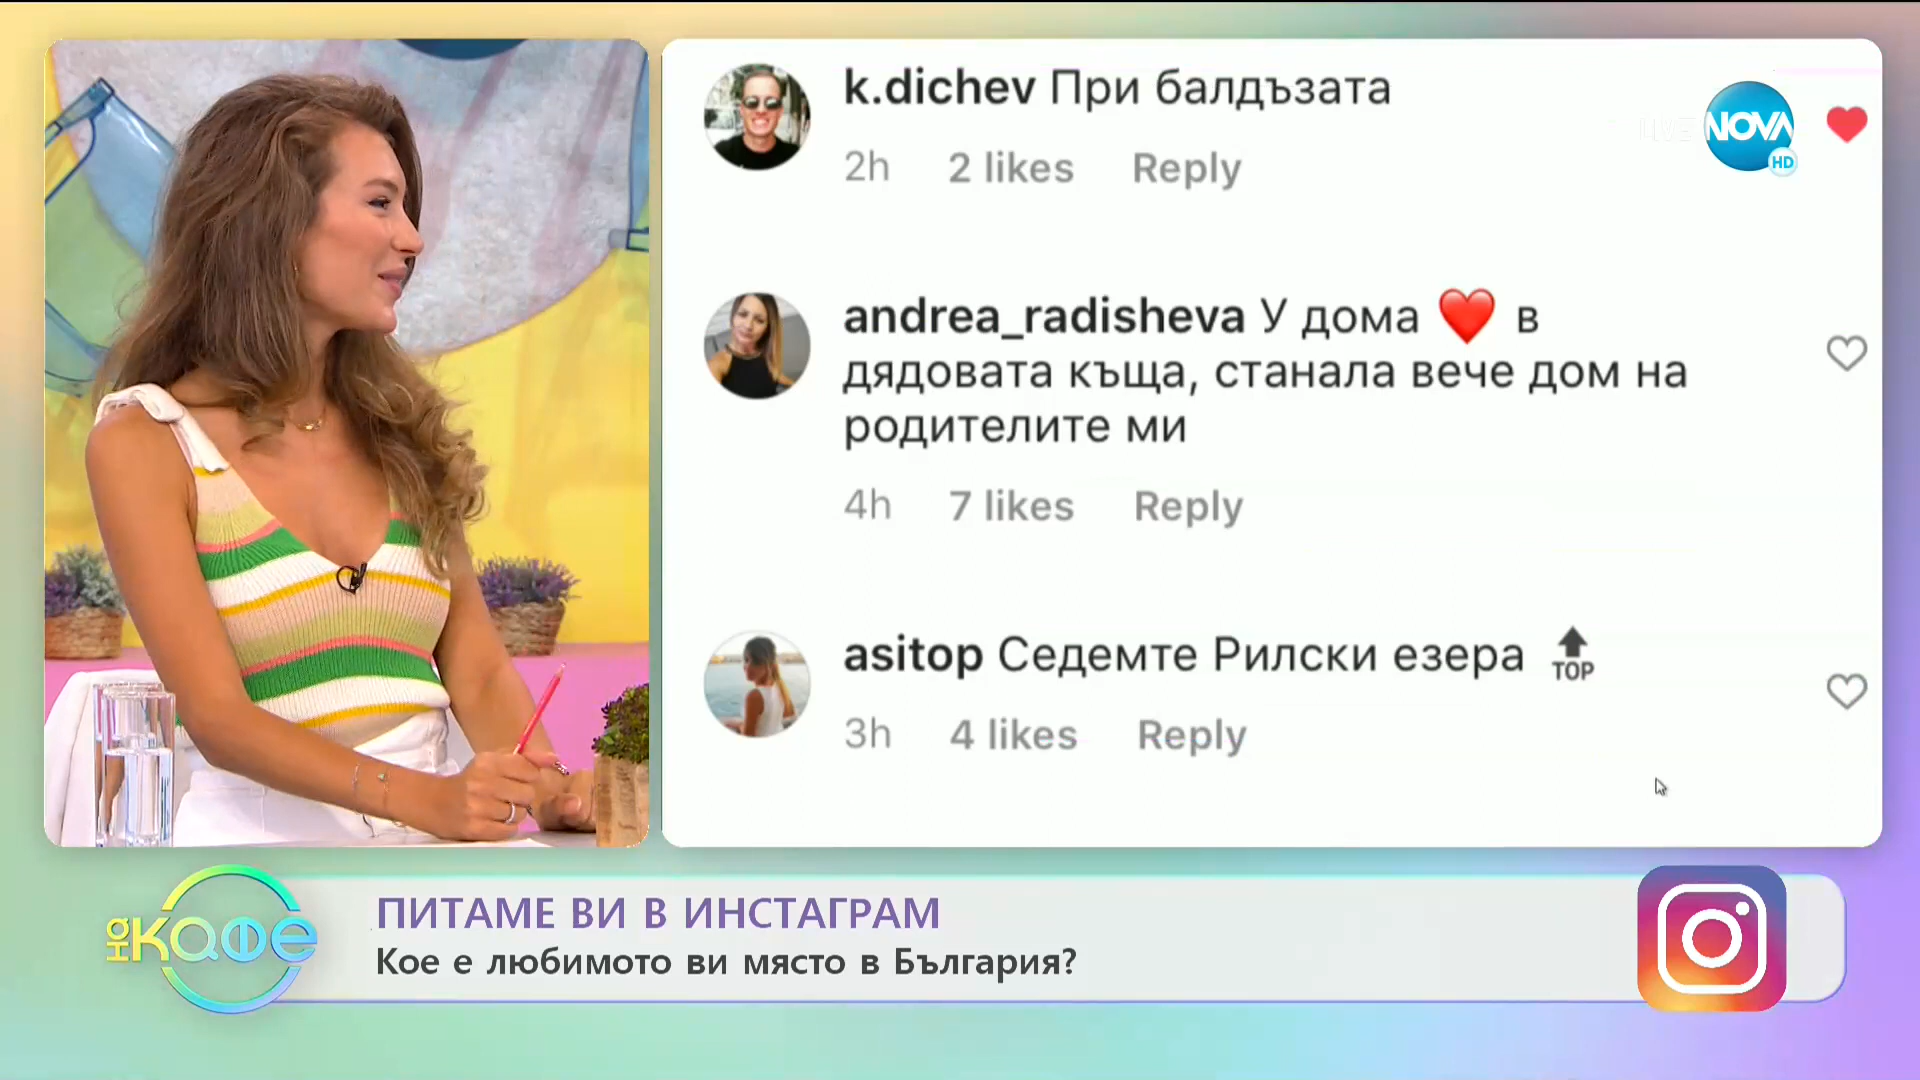 k.dichev При балдъзата
2h 2 likes Reply
LIVE NOVA HD
andrea_radisheva У дома ❤️ в
дядовата къща, станала вече дом на
родителите ми
4h 7 likes Reply
asitop Седемте Рилски езера 🔝
TOP
3h 4 likes Reply
на кафе
ПИТАМЕ ВИ В ИНСТАГРАМ
Кое е любимото ви място в България?